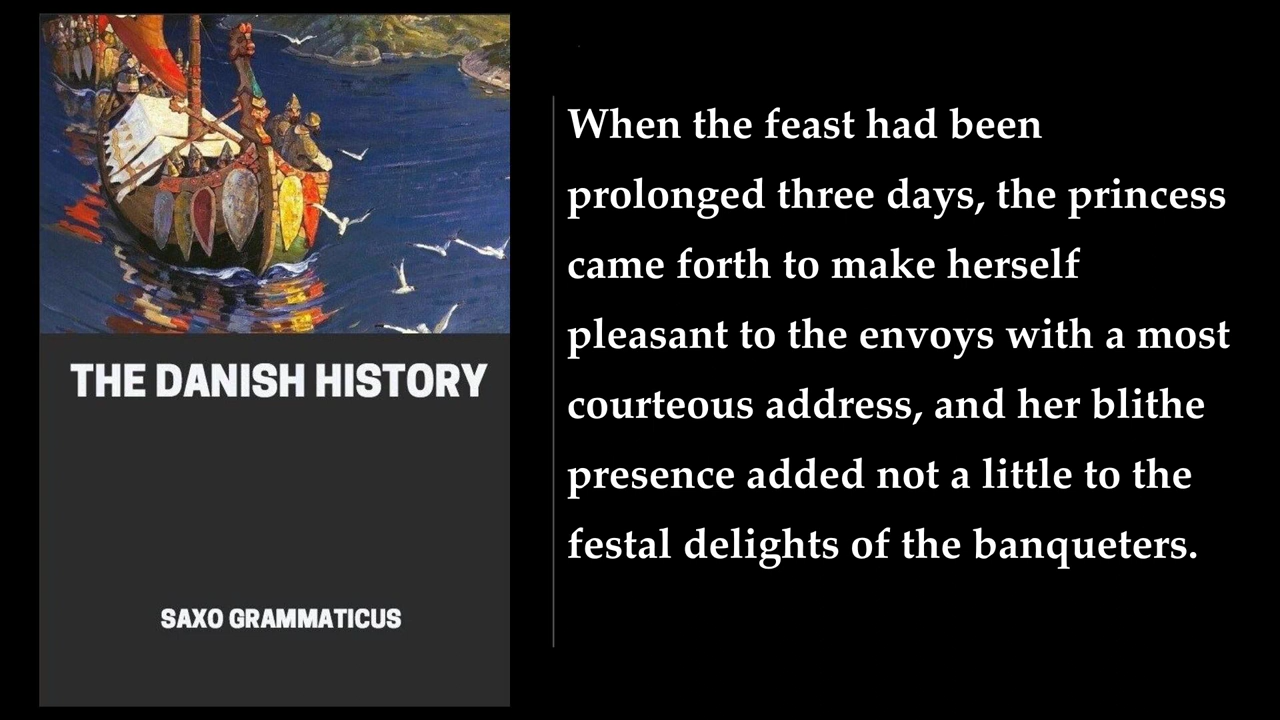 THE DANISH HISTORY
SAXO GRAMMATICUS
When the feast had been
prolonged three days, the princess
came forth to make herself
pleasant to the envoys with a most
courteous address, and her blithe
presence added not a little to the
festal delights of the banqueters.